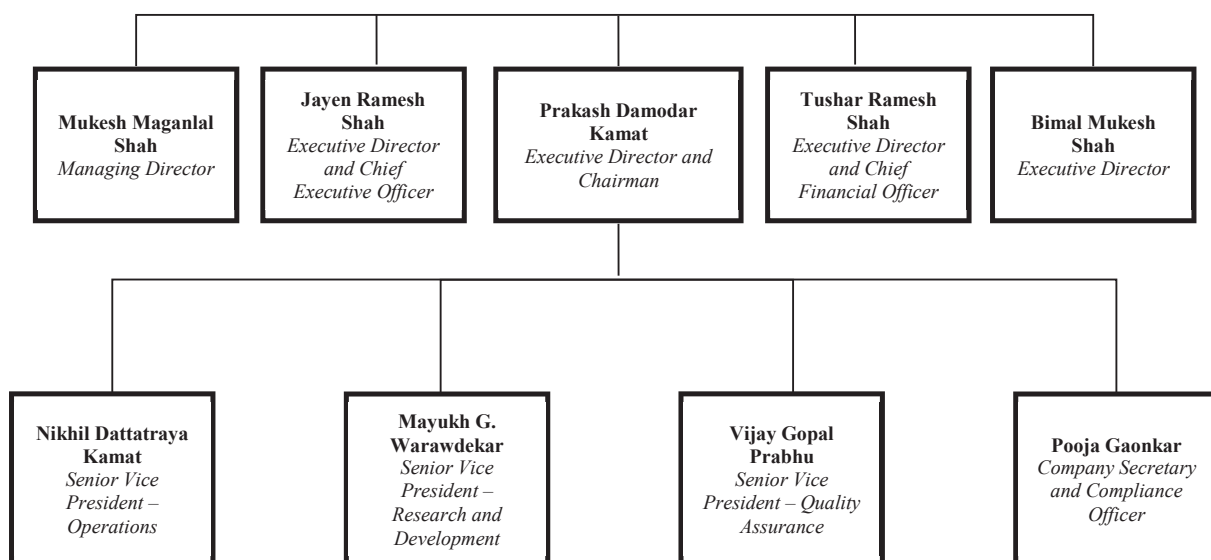 Mukesh Maganlal
Shah
Managing Director
Jayen Ramesh
Shah
Executive Director
and Chief
Executive Officer
Prakash Damodar
Kamat
Executive Director and
Chairman
Tushar Ramesh
Shah
Executive Director
and Chief
Financial Officer
Bimal Mukesh
Shah
Executive Director
Nikhil Dattatraya
Kamat
Senior Vice
President –
Operations
Mayukh G.
Warawdekar
Senior Vice
President –
Research and
Development
Vijay Gopal
Prabhu
Senior Vice
President – Quality
Assurance
Pooja Gaonkar
Company Secretary
and Compliance
Officer